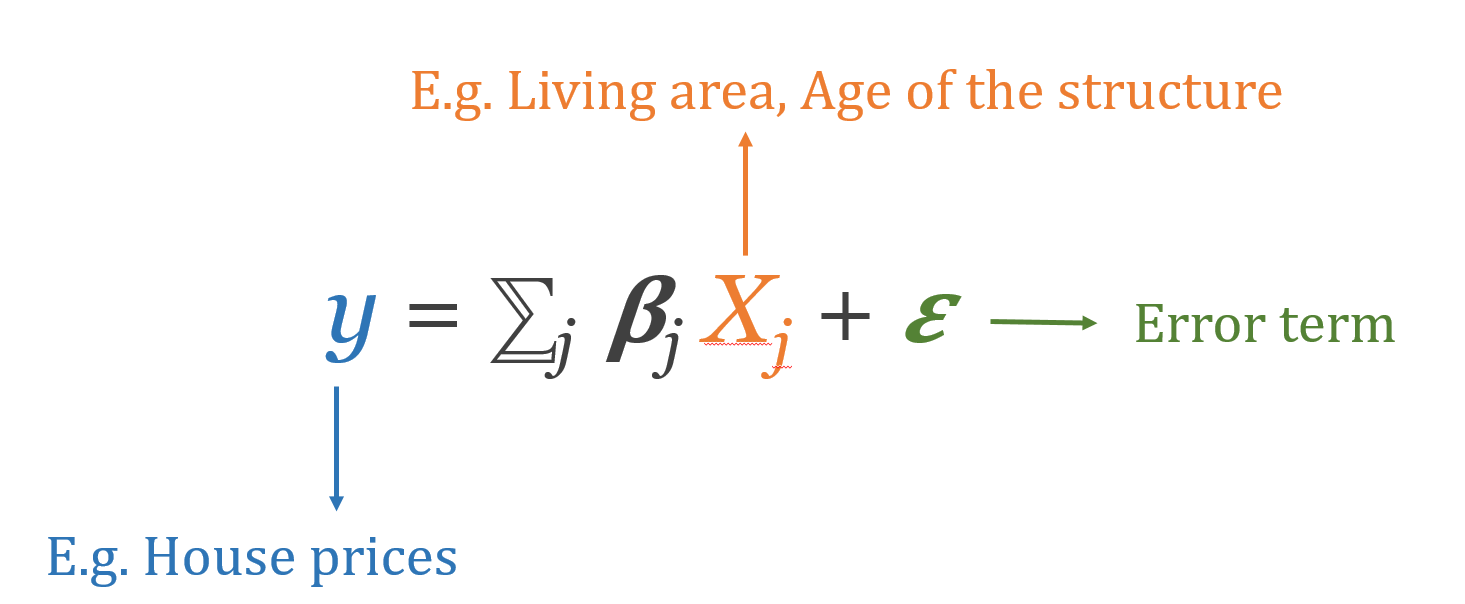 E.g. Living area, Age of the structure
y = ∑j βj Xj + ε
Error term
E.g. House prices